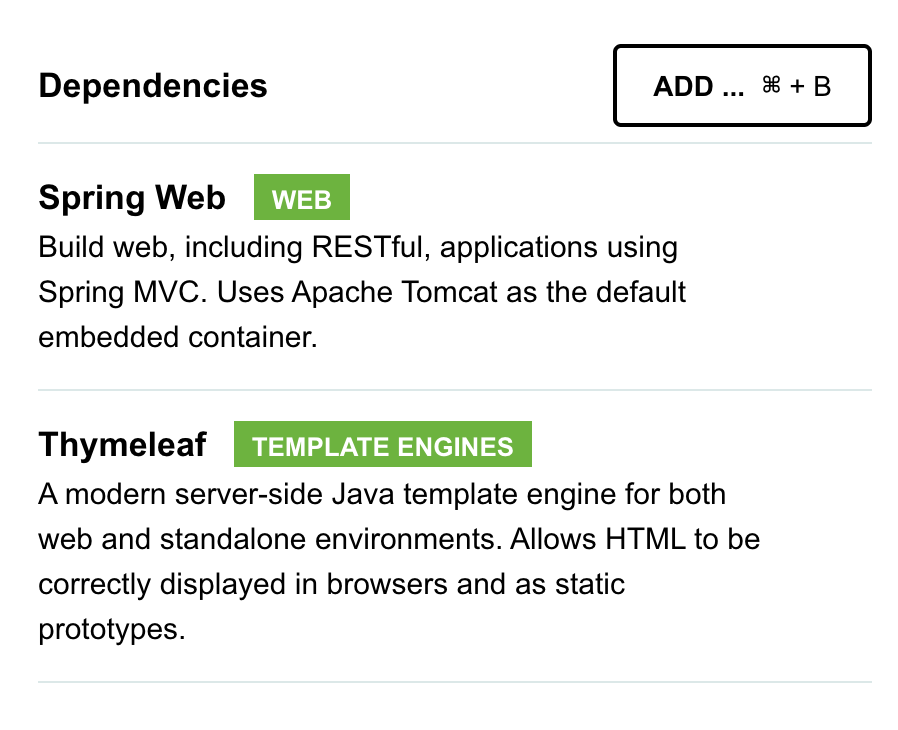 Dependencies
ADD ... ⌘ + B
Spring Web WEB
Build web, including RESTful, applications using
Spring MVC. Uses Apache Tomcat as the default
embedded container.
Thymeleaf TEMPLATE ENGINES
A modern server-side Java template engine for both
web and standalone environments. Allows HTML to be
correctly displayed in browsers and as static
prototypes.